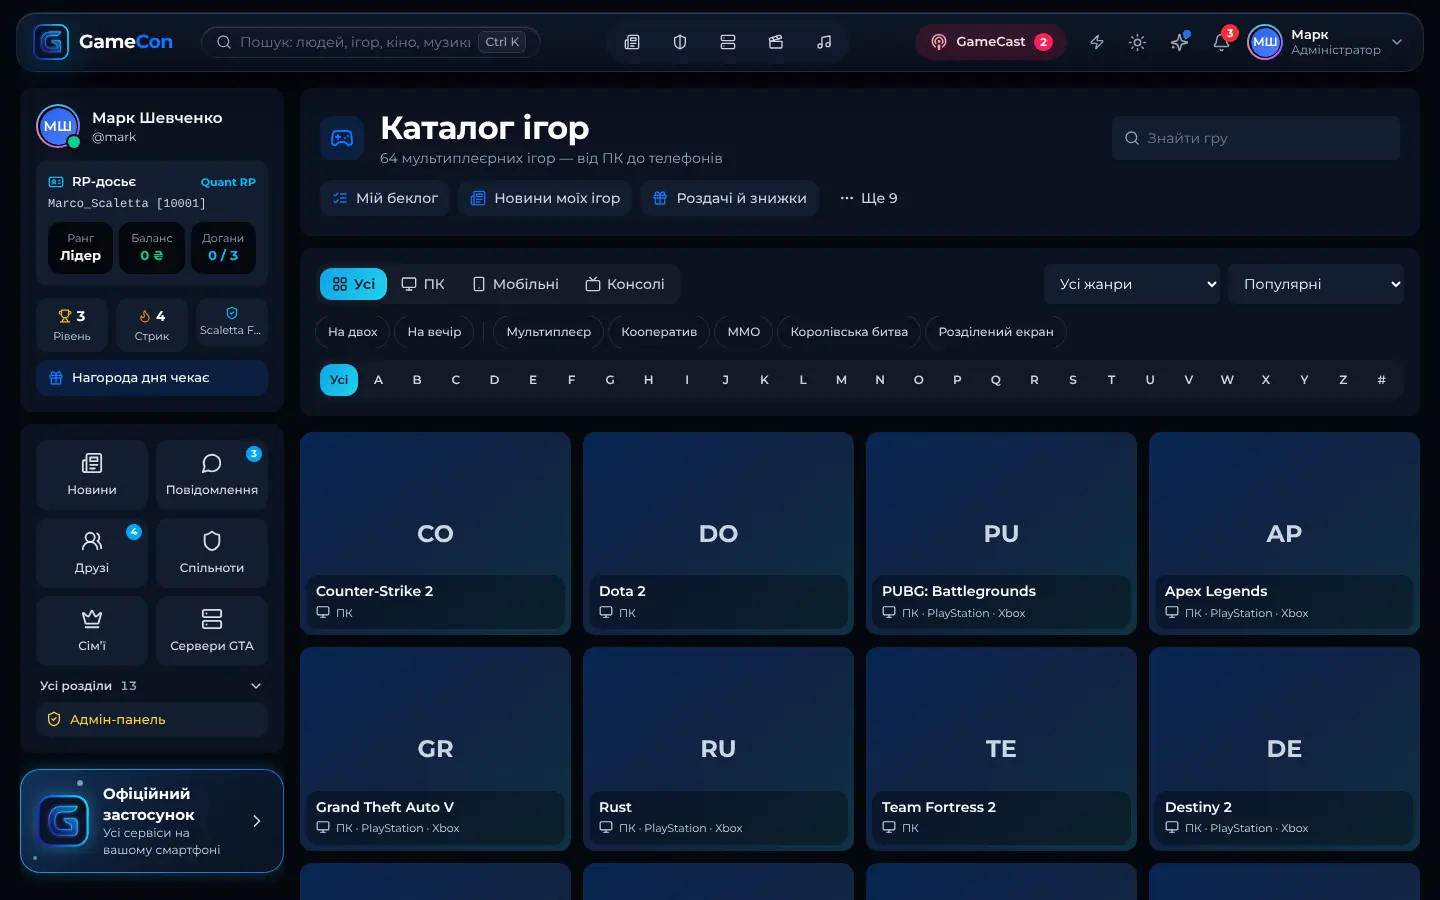 GameCon
Пошук: людей, ігор, кіно, музики
Ctrl K
GameCast 2
3
МШ
Марк
Адміністратор
МШ
Марк Шевченко
@mark
RP-досьє
Quant RP
Marco_Scaletta [10001]
Ранг
Лідер
Баланс
0 ₴
Догани
0 / 3
3
Рівень
4
Стрик
Scaletta F...
Нагорода дня чекає
Новини
3
Повідомлення
4
Друзі
Спільноти
Сім'ї
Сервери GTA
Усі розділи 13
Адмін-панель
Офіційний
застосунок
Усі сервіси на
вашому смартфоні
Каталог ігор
64 мультиплеєрних ігор — від ПК до телефонів
Знайти гру
Мій беклог
Новини моїх ігор
Роздачі й знижки
Ще 9
Усі
ПК
Мобільні
Консолі
Усі жанри
Популярні
На двох
На вечір
Мультиплеєр
Кооператив
ММО
Королівська битва
Розділений екран
Усі A B C D E F G H I J K L M N O P Q R S T U V W X Y Z #
CO
Counter-Strike 2
ПК
DO
Dota 2
ПК
PU
PUBG: Battlegrounds
ПК · PlayStation · Xbox
AP
Apex Legends
ПК · PlayStation · Xbox
GR
Grand Theft Auto V
ПК · PlayStation · Xbox
RU
Rust
ПК · PlayStation · Xbox
TE
Team Fortress 2
ПК
DE
Destiny 2
ПК · PlayStation · Xbox